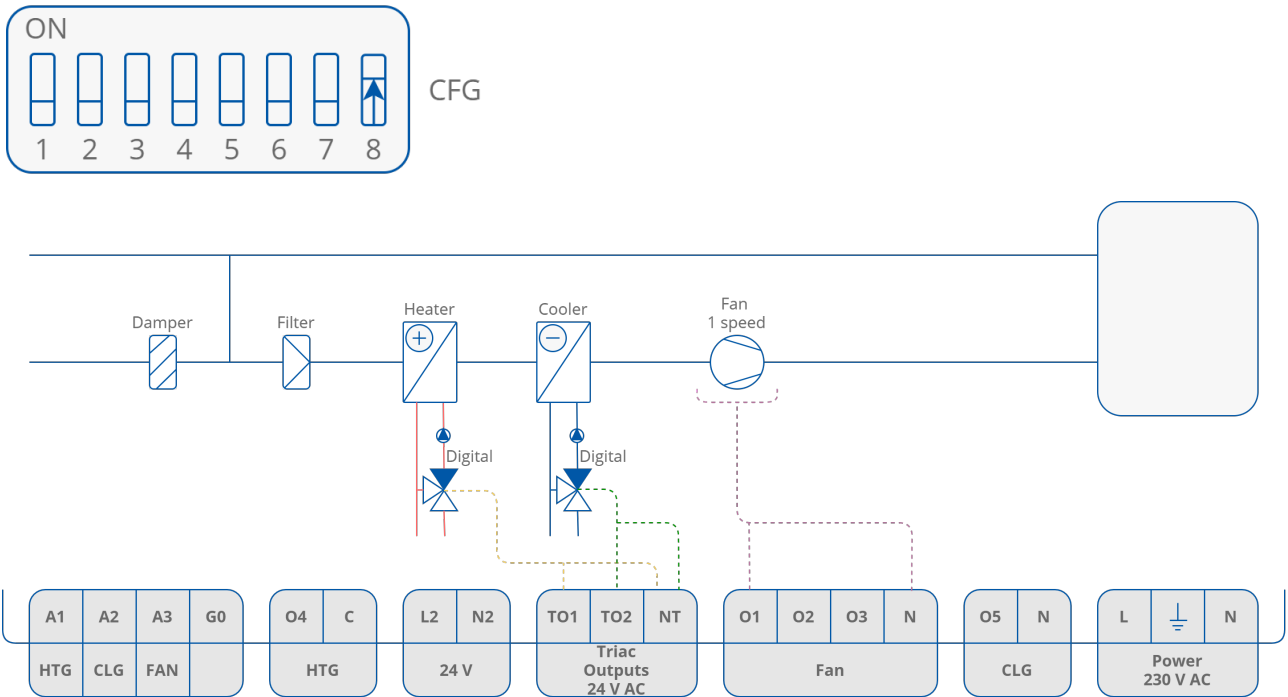 ON
1 2 3 4 5 6 7 8
CFG
Damper
Filter
Heater
Cooler
Fan
1 speed
Digital
Digital
A1 A2 A3 G0
HTG CLG FAN
O4 C
HTG
L2 N2
24 V
TO1 TO2 NT
Triac
Outputs
24 V AC
O1 O2 O3 N
Fan
O5 N
CLG
L N
Power
230 V AC